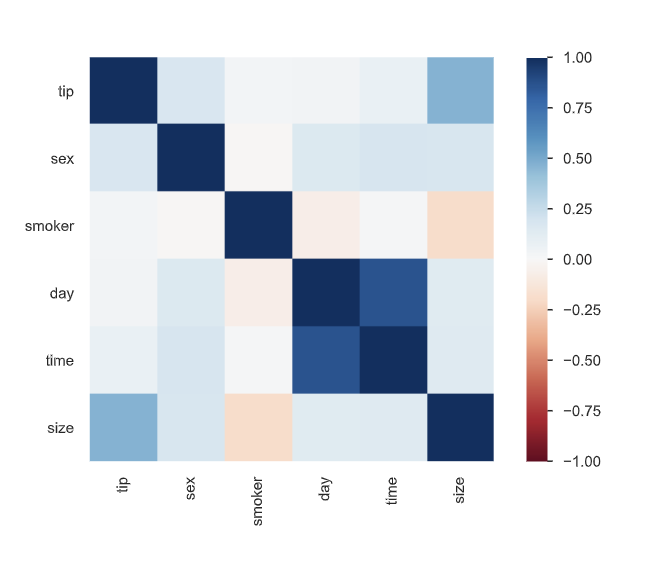 tip
sex
smoker
day
time
size
tip
sex
smoker
day
time
size
1.00
0.75
0.50
0.25
0.00
−0.25
−0.50
−0.75
−1.00